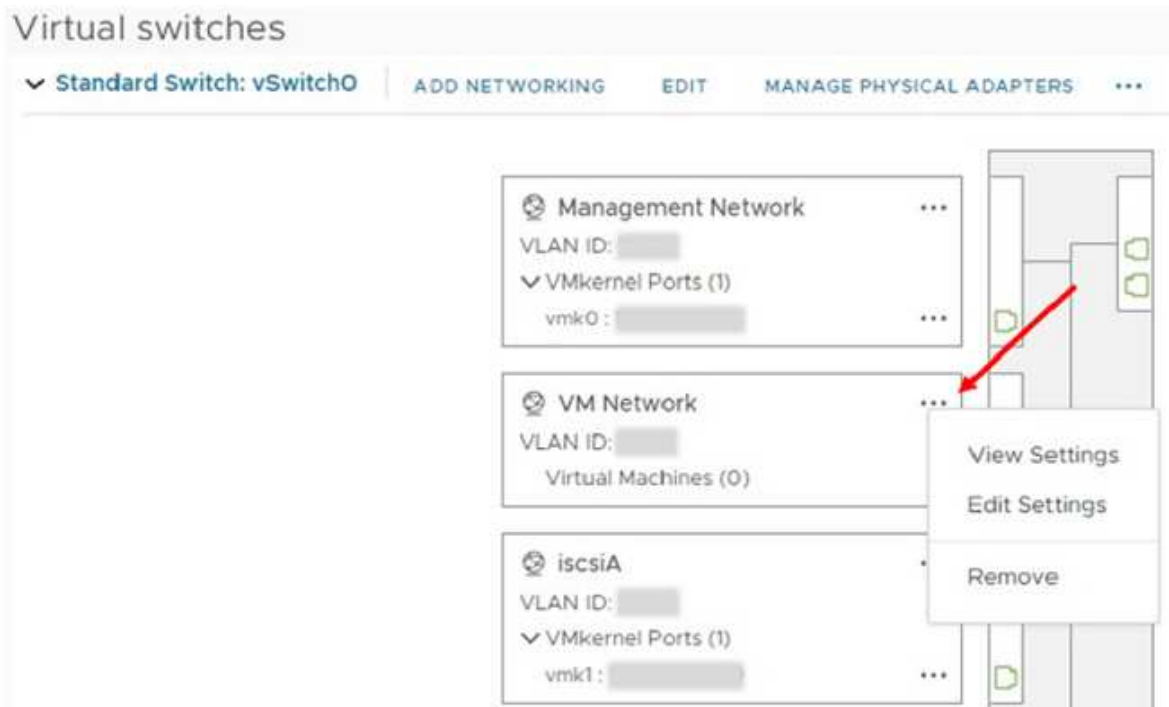 Virtual switches
Standard Switch: vSwitch0 ADD NETWORKING EDIT MANAGE PHYSICAL ADAPTERS ...
Management Network ...
VLAN ID:
VMkernel Ports (1)
vmk0 : ...
VM Network ...
VLAN ID:
Virtual Machines (0)
View Settings
Edit Settings
Remove
iscsiA
VLAN ID:
VMkernel Ports (1)
vmk1 : ...